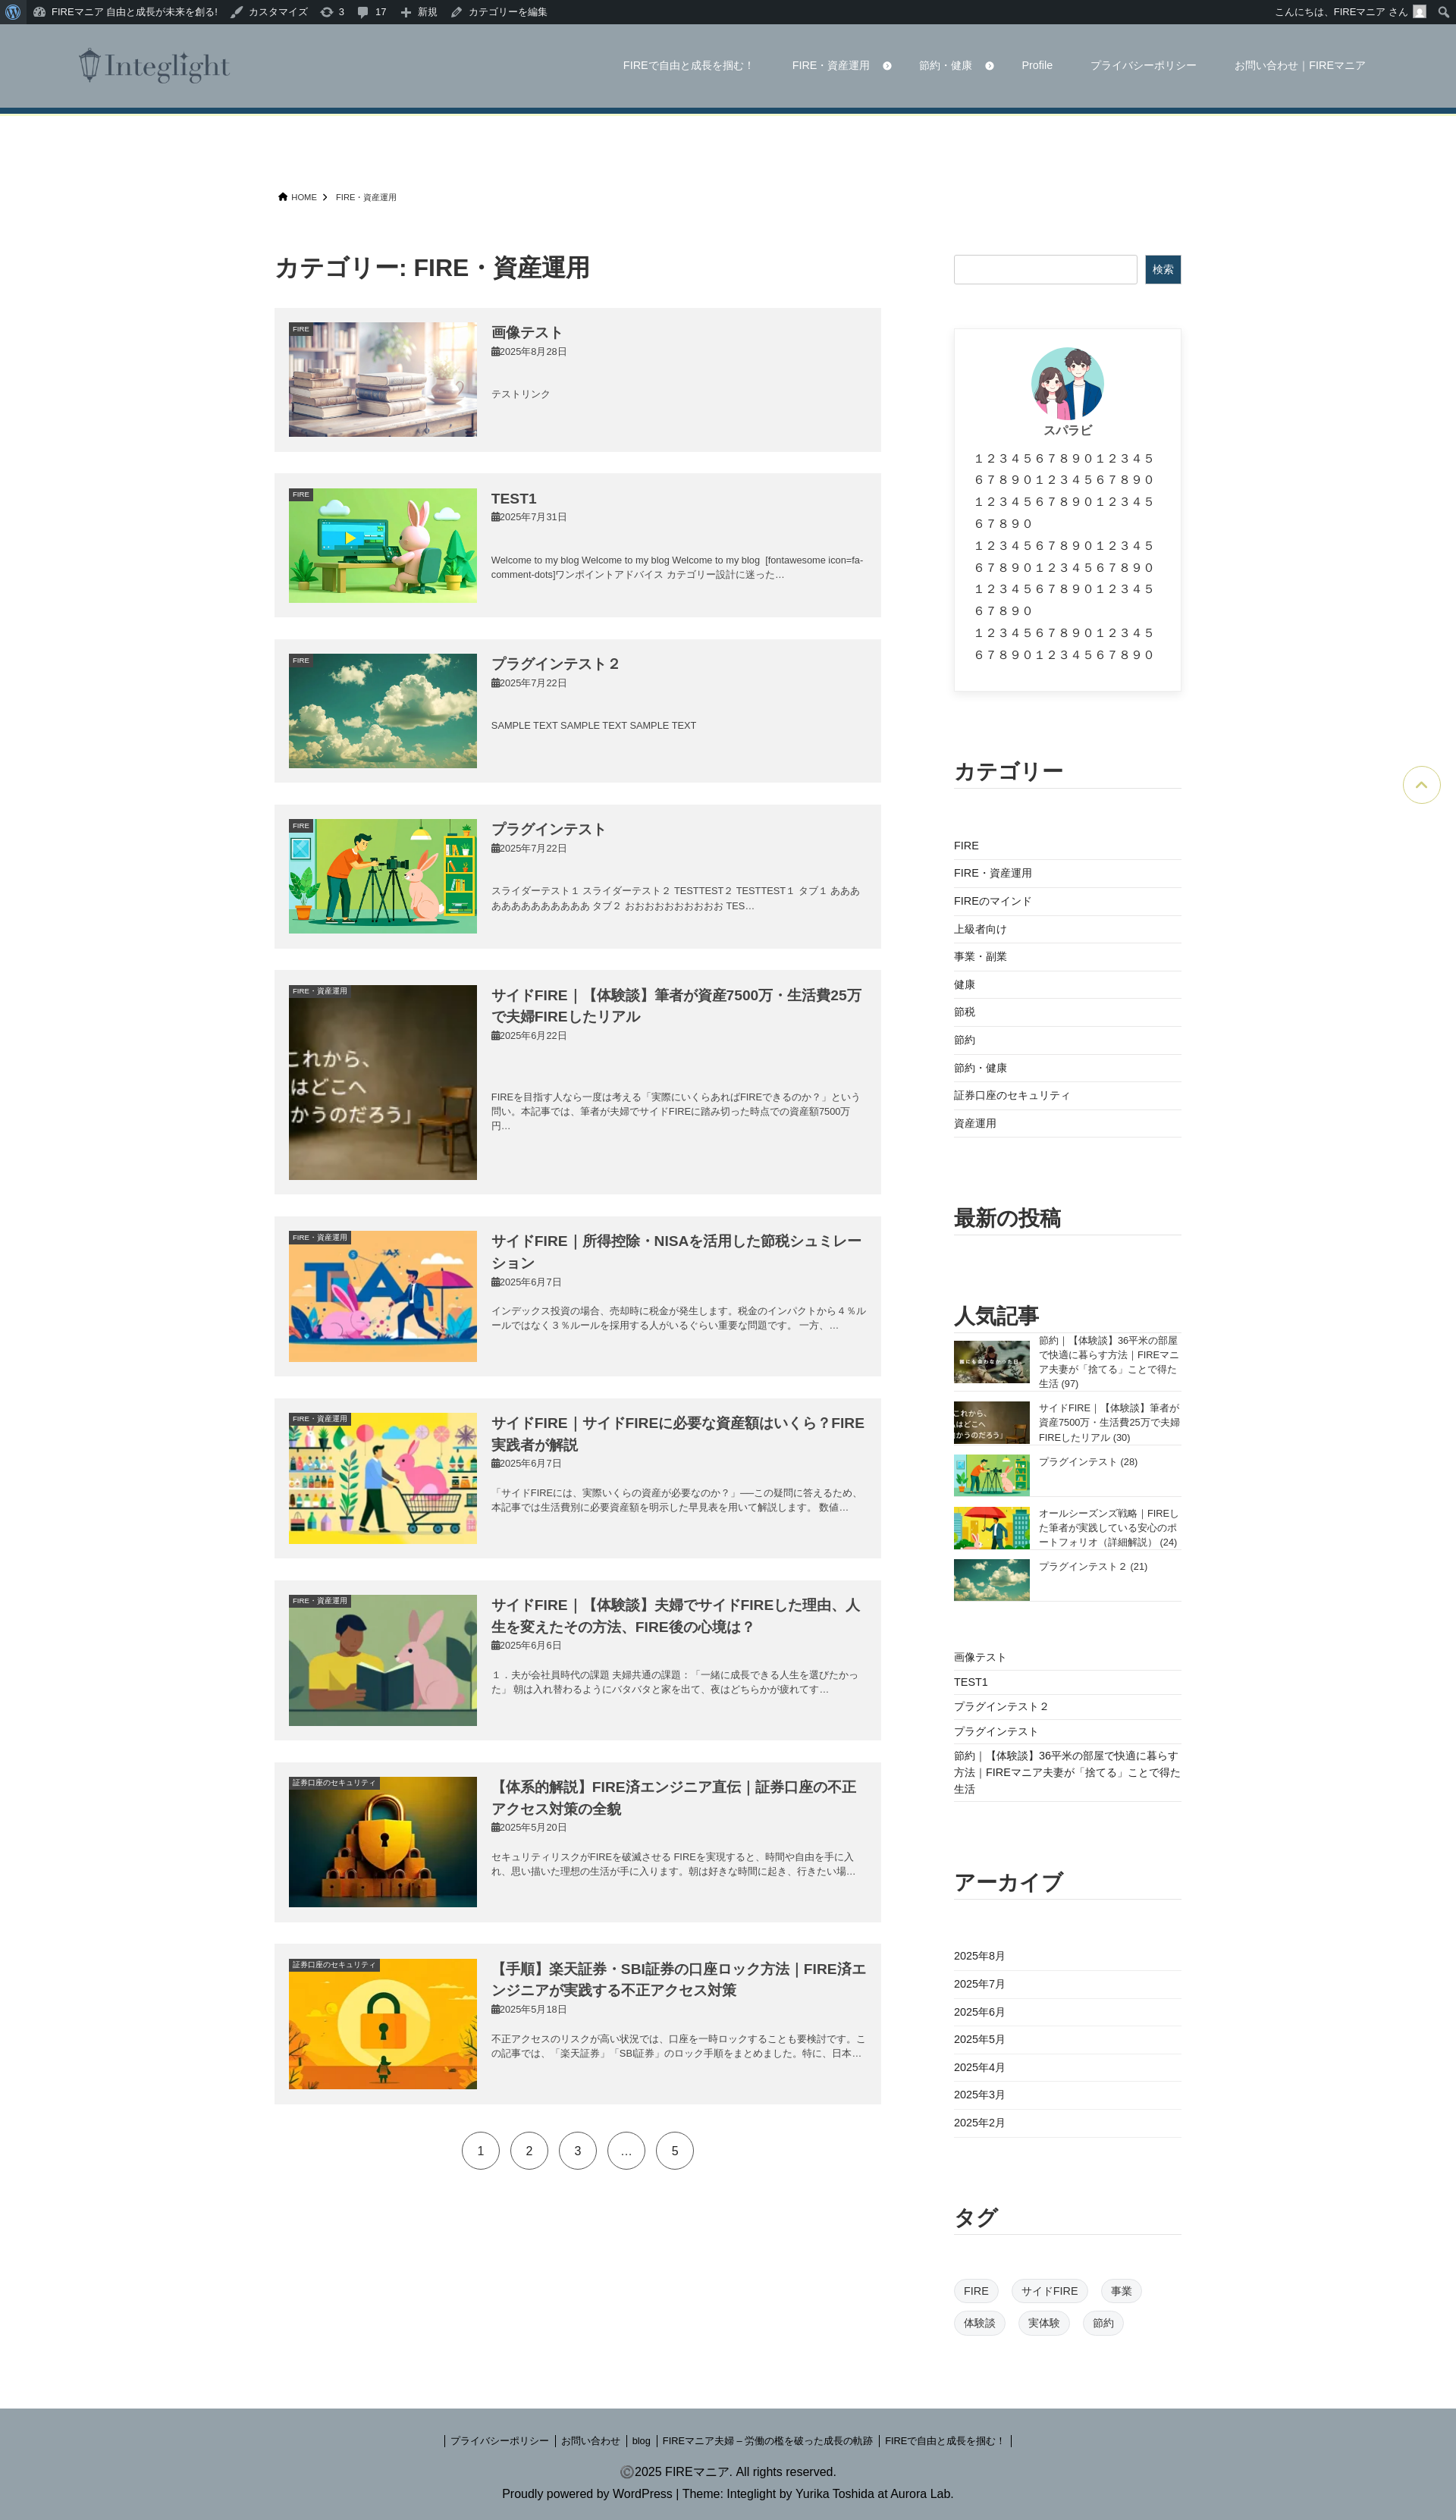 FIREマニア 自由と成長が未来を創る!
カスタマイズ
3
17
新規
カテゴリーを編集
こんにちは、FIREマニア さん
Integlight
FIREで自由と成長を掴む！
FIRE・資産運用
節約・健康
Profile
プライバシーポリシー
お問い合わせ｜FIREマニア
HOME
FIRE・資産運用
カテゴリー: FIRE・資産運用
FIRE
画像テスト
2025年8月28日
テストリンク
FIRE
TEST1
2025年7月31日
Welcome to my blog Welcome to my blog Welcome to my blog [fontawesome icon=fa-
comment-dots]ワンポイントアドバイス カテゴリー設計に迷った…
FIRE
プラグインテスト２
2025年7月22日
SAMPLE TEXT SAMPLE TEXT SAMPLE TEXT
FIRE
プラグインテスト
2025年7月22日
スライダーテスト１ スライダーテスト２ TESTTEST２ TESTTEST１ タブ１ あああ
ああああああああああ タブ２ おおおおおおおおおお TES…
FIRE・資産運用
これから、
はどこへ
かうのだろう」
サイドFIRE｜【体験談】筆者が資産7500万・生活費25万
で夫婦FIREしたリアル
2025年6月22日
FIREを目指す人なら一度は考える「実際にいくらあればFIREできるのか？」という
問い。本記事では、筆者が夫婦でサイドFIREに踏み切った時点での資産額7500万
円…
FIRE・資産運用
サイドFIRE｜所得控除・NISAを活用した節税シュミレー
ション
2025年6月7日
インデックス投資の場合、売却時に税金が発生します。税金のインパクトから４％ル
ールではなく３％ルールを採用する人がいるぐらい重要な問題です。 一方、…
FIRE・資産運用
サイドFIRE｜サイドFIREに必要な資産額はいくら？FIRE
実践者が解説
2025年6月7日
「サイドFIREには、実際いくらの資産が必要なのか？」──この疑問に答えるため、
本記事では生活費別に必要資産額を明示した早見表を用いて解説します。 数値…
FIRE・資産運用
サイドFIRE｜【体験談】夫婦でサイドFIREした理由、人
生を変えたその方法、FIRE後の心境は？
2025年6月6日
１．夫が会社員時代の課題 夫婦共通の課題：「一緒に成長できる人生を選びたかっ
た」 朝は入れ替わるようにバタバタと家を出て、夜はどちらかが疲れてす…
証券口座のセキュリティ
【体系的解説】FIRE済エンジニア直伝｜証券口座の不正
アクセス対策の全貌
2025年5月20日
セキュリティリスクがFIREを破滅させる FIREを実現すると、時間や自由を手に入
れ、思い描いた理想の生活が手に入ります。朝は好きな時間に起き、行きたい場…
証券口座のセキュリティ
【手順】楽天証券・SBI証券の口座ロック方法｜FIRE済エ
ンジニアが実践する不正アクセス対策
2025年5月18日
不正アクセスのリスクが高い状況では、口座を一時ロックすることも要検討です。こ
の記事では、「楽天証券」「SBI証券」のロック手順をまとめました。特に、日本…
1
2
3
…
5
検索
スパラビ
１２３４５６７８９０１２３４５
６７８９０１２３４５６７８９０
１２３４５６７８９０１２３４５
６７８９０
１２３４５６７８９０１２３４５
６７８９０１２３４５６７８９０
１２３４５６７８９０１２３４５
６７８９０
１２３４５６７８９０１２３４５
６７８９０１２３４５６７８９０
カテゴリー
FIRE
FIRE・資産運用
FIREのマインド
上級者向け
事業・副業
健康
節税
節約
節約・健康
証券口座のセキュリティ
資産運用
最新の投稿
人気記事
節約｜【体験談】36平米の部屋
で快適に暮らす方法｜FIREマニ
ア夫妻が「捨てる」ことで得た
生活 (97)
これから、
はどこへ
かうのだろう」
サイドFIRE｜【体験談】筆者が
資産7500万・生活費25万で夫婦
FIREしたリアル (30)
プラグインテスト (28)
オールシーズンズ戦略｜FIREし
た筆者が実践している安心のポ
ートフォリオ（詳細解説） (24)
プラグインテスト２ (21)
画像テスト
TEST1
プラグインテスト２
プラグインテスト
節約｜【体験談】36平米の部屋で快適に暮らす
方法｜FIREマニア夫妻が「捨てる」ことで得た
生活
アーカイブ
2025年8月
2025年7月
2025年6月
2025年5月
2025年4月
2025年3月
2025年2月
タグ
FIRE
サイドFIRE
事業
体験談
実体験
節約
プライバシーポリシー
お問い合わせ
blog
FIREマニア夫婦 – 労働の檻を破った成長の軌跡
FIREで自由と成長を掴む！
©2025 FIREマニア. All rights reserved.
Proudly powered by WordPress | Theme: Integlight by Yurika Toshida at Aurora Lab.